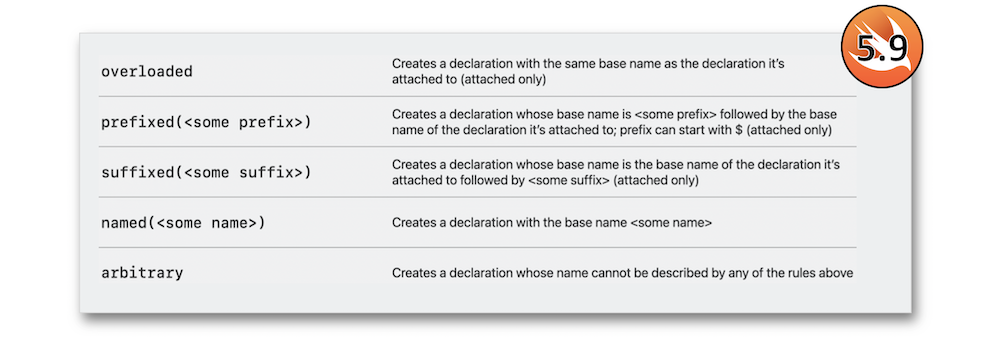 5.9
overloaded
Creates a declaration with the same base name as the declaration it’s
attached to (attached only)
prefixed(<some prefix>)
Creates a declaration whose base name is <some prefix> followed by the base
name of the declaration it’s attached to; prefix can start with $ (attached only)
suffixed(<some suffix>)
Creates a declaration whose base name is the base name of the declaration it’s
attached to followed by <some suffix> (attached only)
named(<some name>)
Creates a declaration with the base name <some name>
arbitrary
Creates a declaration whose name cannot be described by any of the rules above